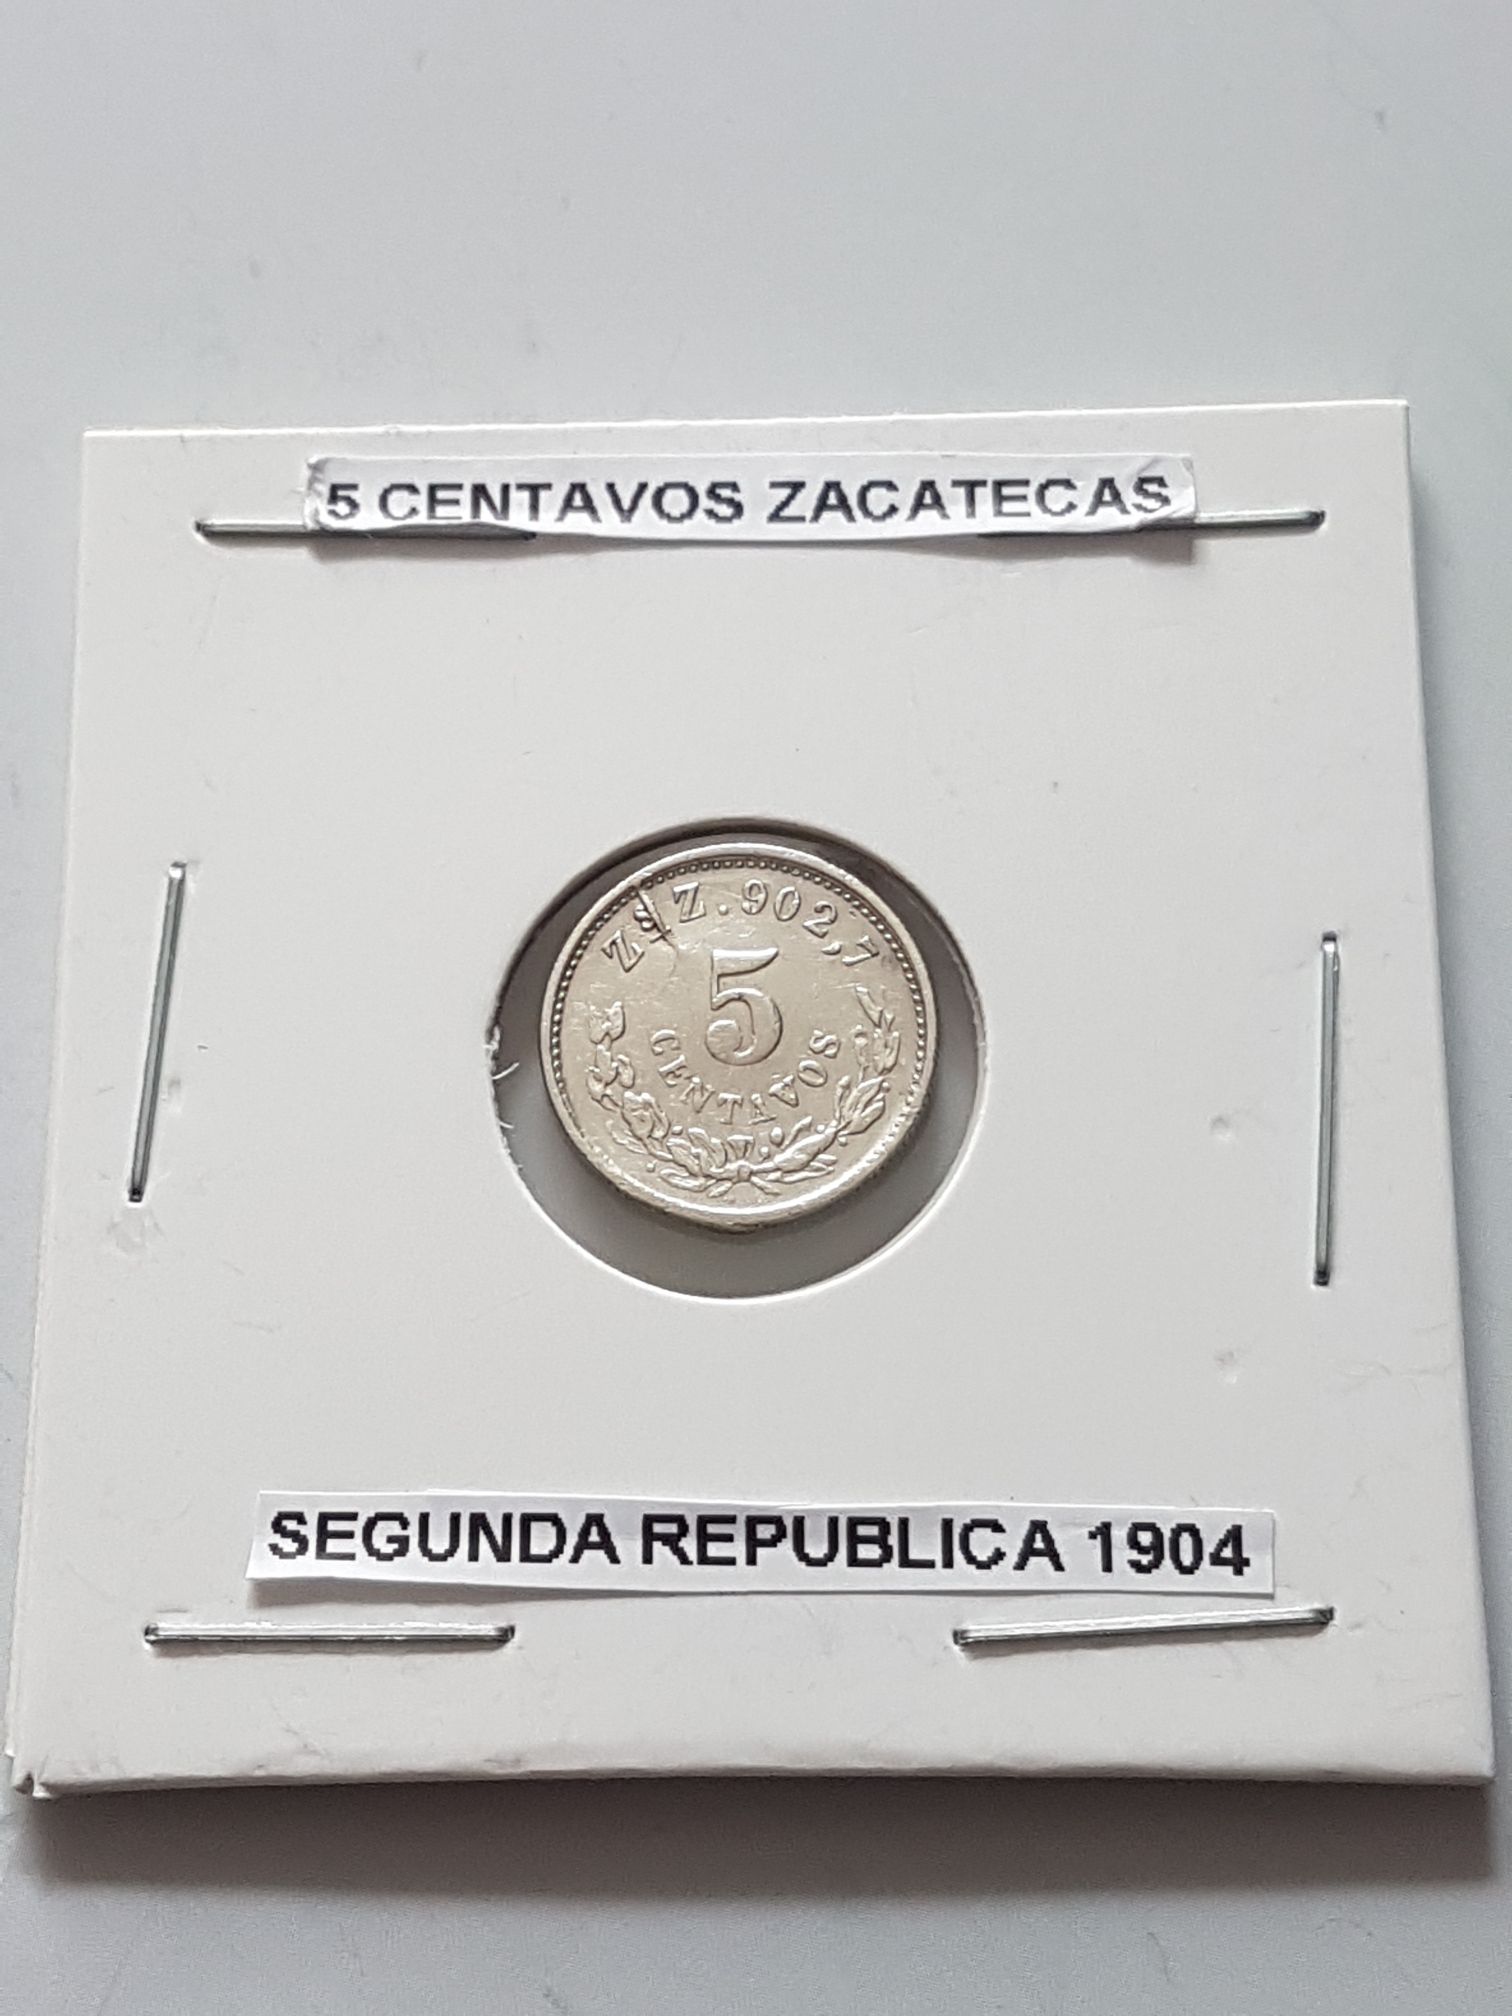 5 CENTAVOS ZACATECAS
Zs Z. 902,7
5
CENTAVOS
SEGUNDA REPUBLICA 1904